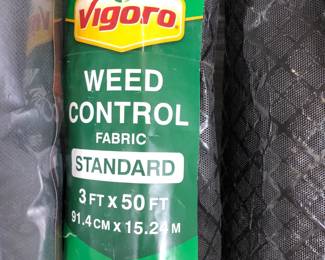 Vigoro
WEED
CONTROL
FABRIC
STANDARD
3 FT X 50 FT
91.4 CM X 15.24 M